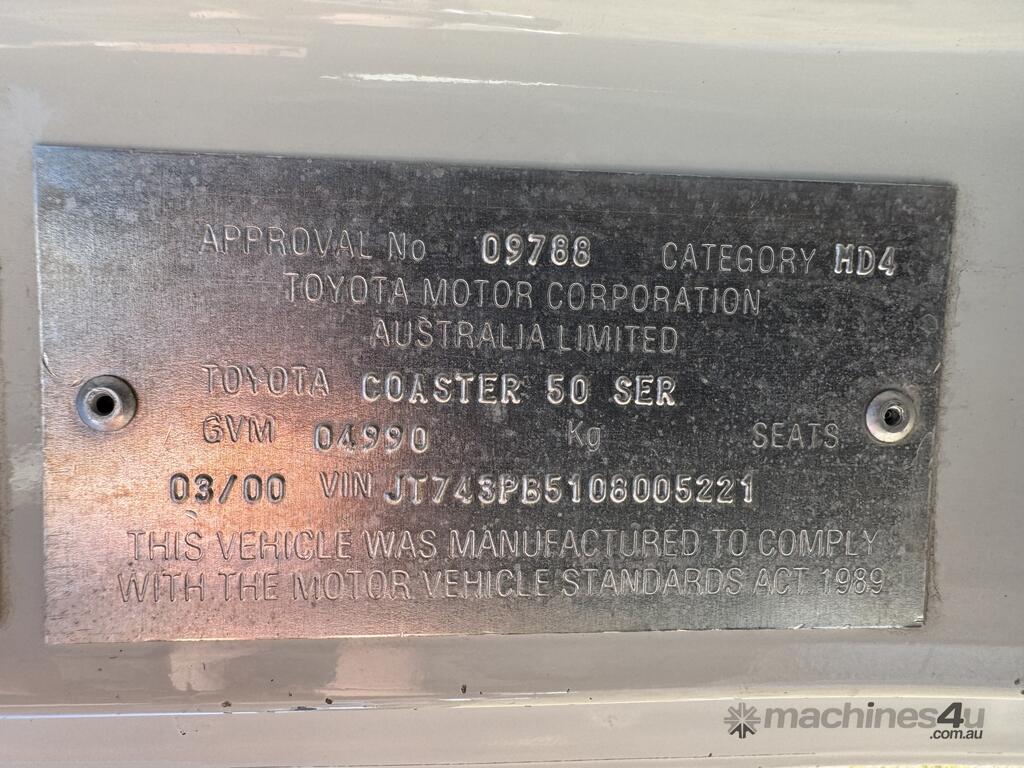 APPROVAL No 09788 CATEGORY MD4
TOYOTA MOTOR CORPORATION
AUSTRALIA LIMITED
TOYOTA COASTER 50 SER
GVM 04990 Kg SEATS
03/00 VIN JT743PB5108005221
THIS VEHICLE WAS MANUFACTURED TO COMPLY
WITH THE MOTOR VEHICLE STANDARDS ACT 1989
machines4u
.com.au